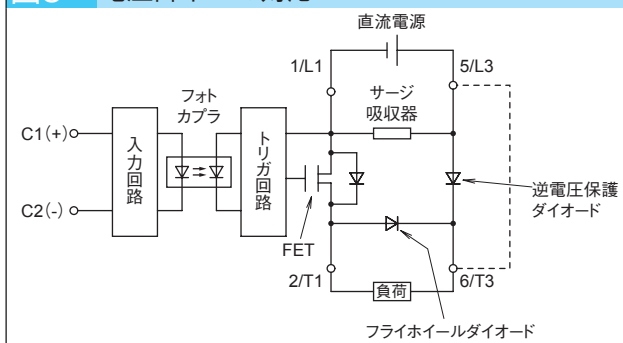 直流電源
1/L1
5/L3
サージ
吸収器
フォト
カプラ
C1(+)
C2(-)
入力回路
トリガ回路
逆電圧保護
ダイオード
FET
2/T1
負荷
6/T3
フライホイールダイオード